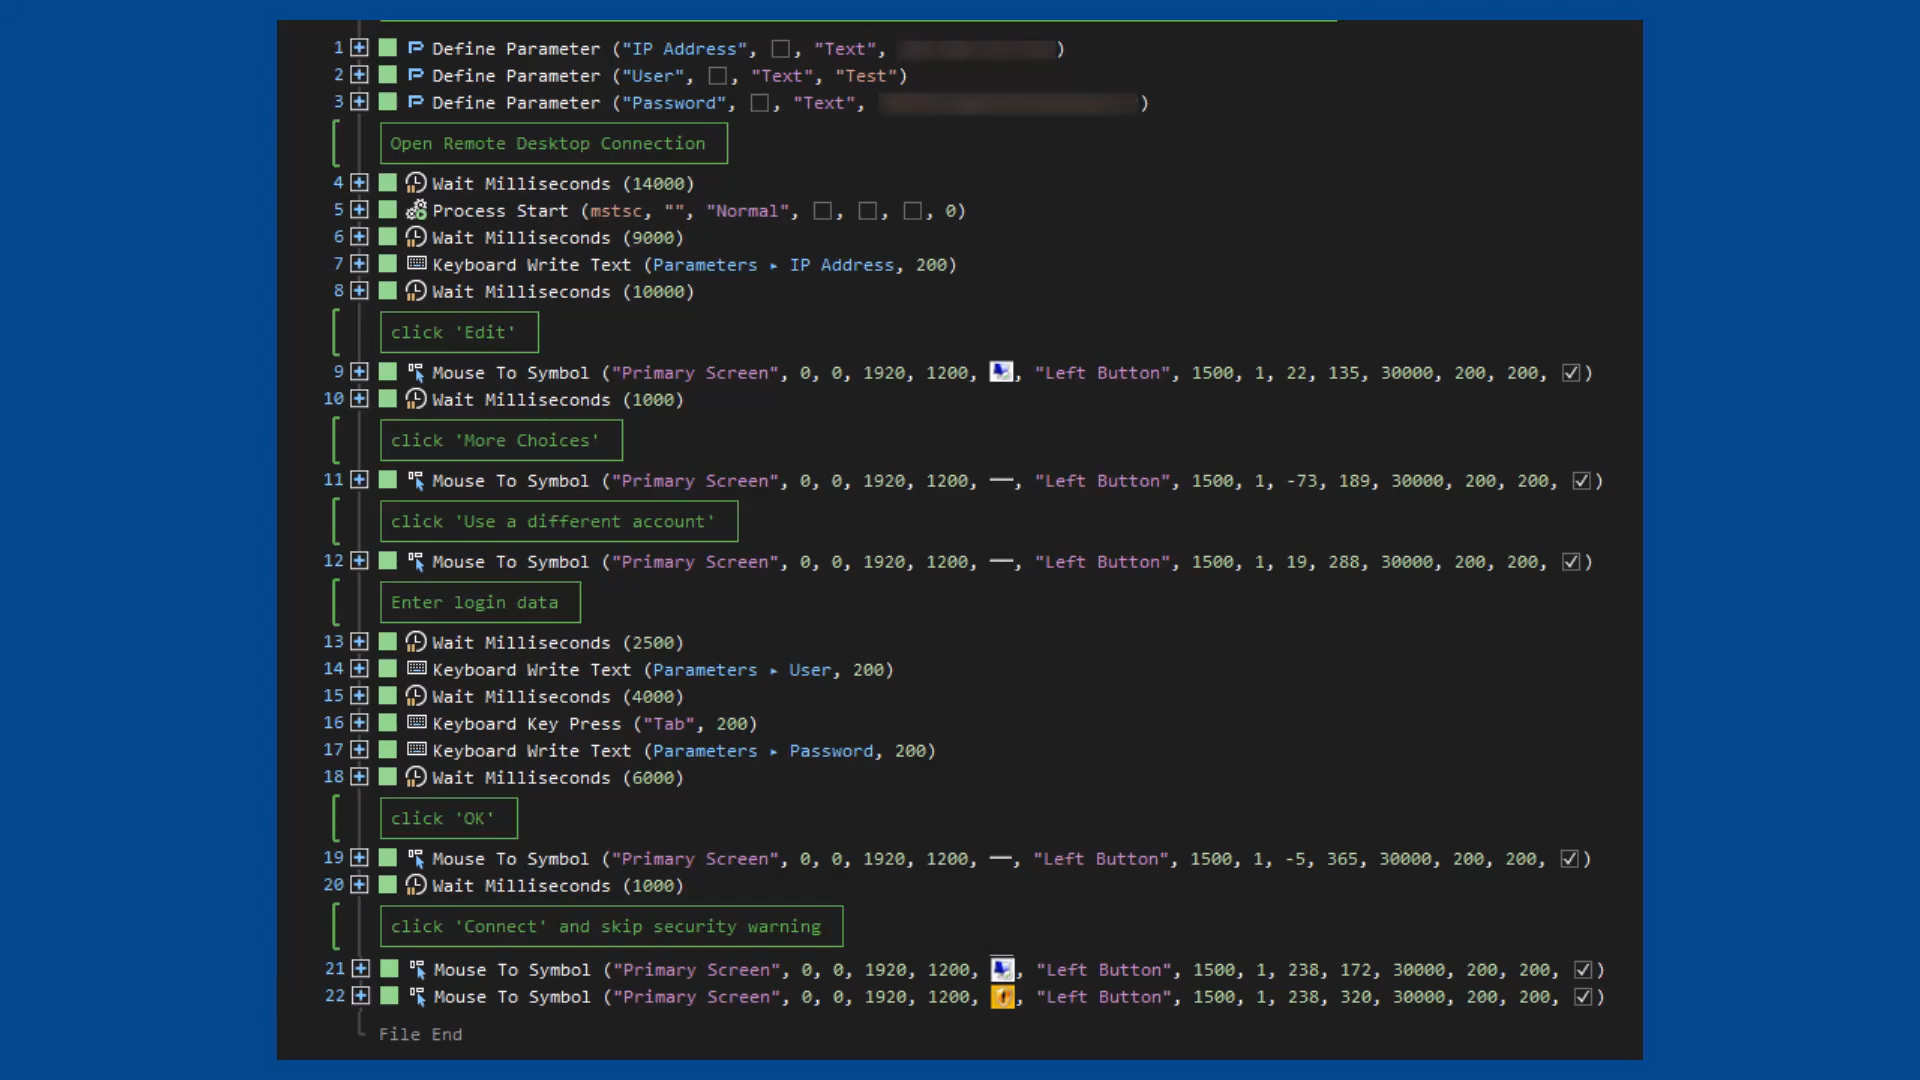 1 Define Parameter ("IP Address", , "Text", )
2 Define Parameter ("User", , "Text", "Test")
3 Define Parameter ("Password", , "Text", )
Open Remote Desktop Connection
4 Wait Milliseconds (14000)
5 Process Start (mstsc, "", "Normal", , , , 0)
6 Wait Milliseconds (9000)
7 Keyboard Write Text (Parameters ▸ IP Address, 200)
8 Wait Milliseconds (10000)
click 'Edit'
9 Mouse To Symbol ("Primary Screen", 0, 0, 1920, 1200, , "Left Button", 1500, 1, 22, 135, 30000, 200, 200, ☑)
10 Wait Milliseconds (1000)
click 'More Choices'
11 Mouse To Symbol ("Primary Screen", 0, 0, 1920, 1200, , "Left Button", 1500, 1, -73, 189, 30000, 200, 200, ☑)
click 'Use a different account'
12 Mouse To Symbol ("Primary Screen", 0, 0, 1920, 1200, , "Left Button", 1500, 1, 19, 288, 30000, 200, 200, ☑)
Enter login data
13 Wait Milliseconds (2500)
14 Keyboard Write Text (Parameters ▸ User, 200)
15 Wait Milliseconds (4000)
16 Keyboard Key Press ("Tab", 200)
17 Keyboard Write Text (Parameters ▸ Password, 200)
18 Wait Milliseconds (6000)
click 'OK'
19 Mouse To Symbol ("Primary Screen", 0, 0, 1920, 1200, , "Left Button", 1500, 1, -5, 365, 30000, 200, 200, ☑)
20 Wait Milliseconds (1000)
click 'Connect' and skip security warning
21 Mouse To Symbol ("Primary Screen", 0, 0, 1920, 1200, , "Left Button", 1500, 1, 238, 172, 30000, 200, 200, ☑)
22 Mouse To Symbol ("Primary Screen", 0, 0, 1920, 1200, , "Left Button", 1500, 1, 238, 320, 30000, 200, 200, ☑)
File End